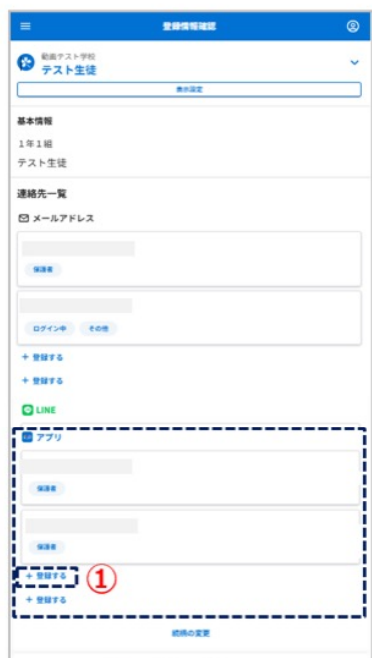 登録情報確認
動画テスト学校
テスト生徒
表示設定
基本情報
1年1組
テスト生徒
連絡先一覧
メールアドレス
保護者
ログイン中 その他
+ 登録する
+ 登録する
LINE
アプリ
保護者
保護者
+ 登録する ①
+ 登録する
続柄の変更